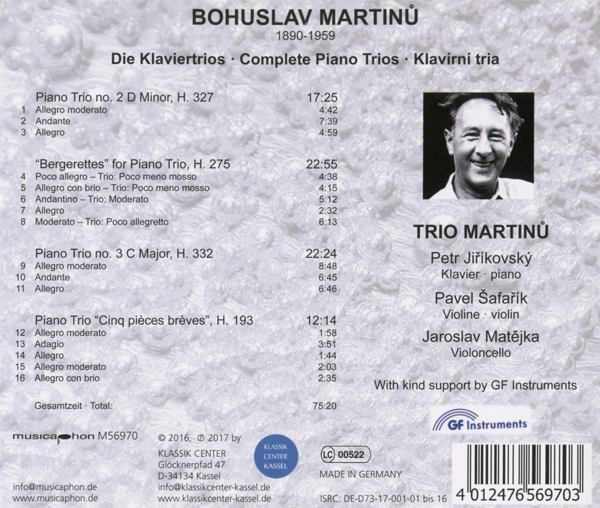 BOHUSLAV MARTINŮ
1890-1959
Die Klaviertrios · Complete Piano Trios · Klavírní tria
Piano Trio no. 2 D Minor, H. 327 17:25
1 Allegro moderato 4:42
2 Andante 7:39
3 Allegro 4:59
“Bergerettes” for Piano Trio, H. 275 22:55
4 Poco allegro – Trio: Poco meno mosso 4:38
5 Allegro con brio – Trio: Poco meno mosso 4:15
6 Andantino – Trio: Moderato 5:12
7 Allegro 2:32
8 Moderato – Trio: Poco allegretto 6:13
Piano Trio no. 3 C Major, H. 332 22:24
9 Allegro moderato 8:48
10 Andante 6:45
11 Allegro 6:46
Piano Trio “Cinq pièces brêves”, H. 193 12:14
12 Allegro moderato 1:58
13 Adagio 3:51
14 Allegro 1:44
15 Allegro moderato 2:03
16 Allegro con brio 2:35
Gesamtzeit · Total: 75:20
TRIO MARTINŮ
Petr Jiříkovský
Klavier · piano
Pavel Šafařík
Violine · violin
Jaroslav Matějka
Violoncello
With kind support by GF Instruments
GF Instruments
musicaphon M56970
info@musicaphon.de
www.musicaphon.de
© 2016, ℗ 2017 by
KLASSIK CENTER
Glöcknerpfad 47
D-34134 Kassel
info@klassikcenter-kassel.de
www.klassikcenter-kassel.de
KLASSIK
CENTER
KASSEL
LC 00522
MADE IN GERMANY
ISRC: DE-D73-17-001-01 bis 16
4 012476 569703